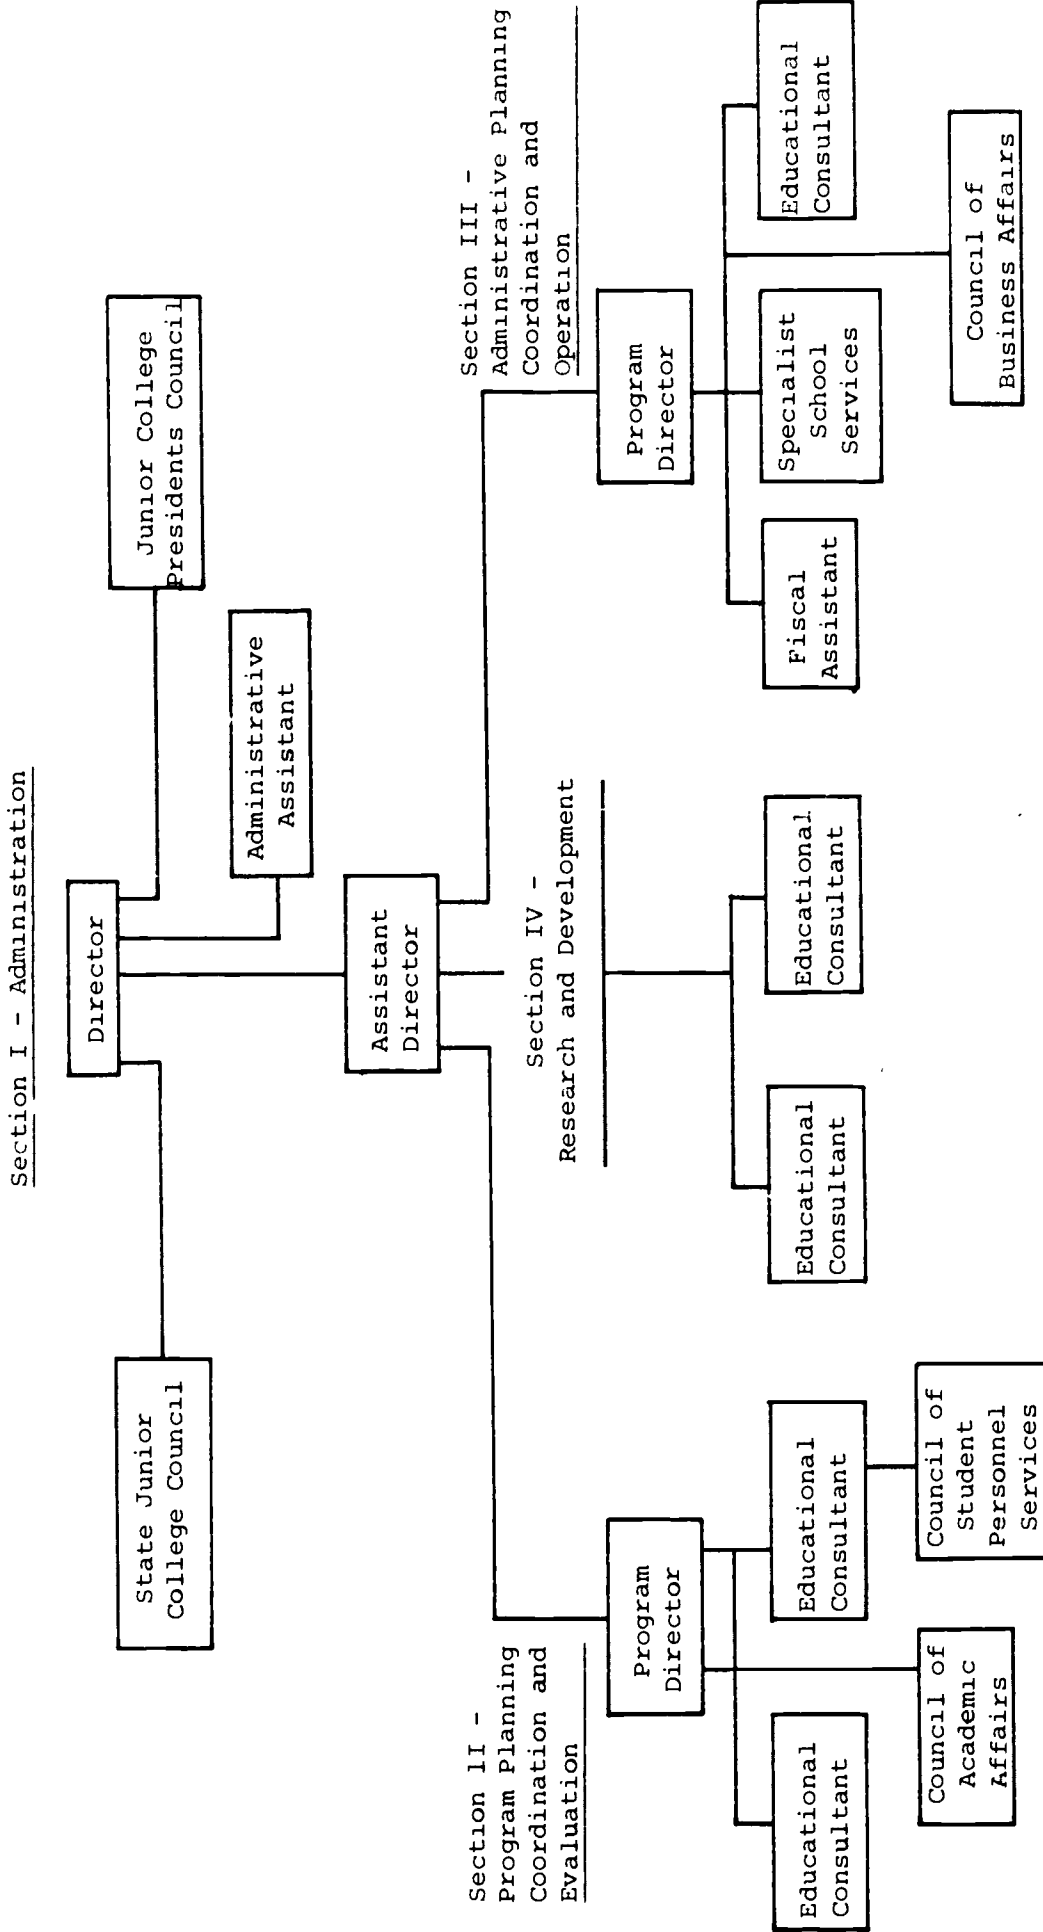 Section I - Administration
Director
State Junior
College Council
Junior College
Presidents Council
Administrative
Assistant
Assistant
Director
Section II -
Program Planning
Coordination and
Evaluation
Section IV -
Research and Development
Section III -
Administrative Planning
Coordination and
Operation
Program
Director
Program
Director
Educational
Consultant
Educational
Consultant
Educational
Consultant
Educational
Consultant
Fiscal
Assistant
Specialist
School
Services
Educational
Consultant
Council of
Academic
Affairs
Council of
Student
Personnel
Services
Council of
Business Affairs